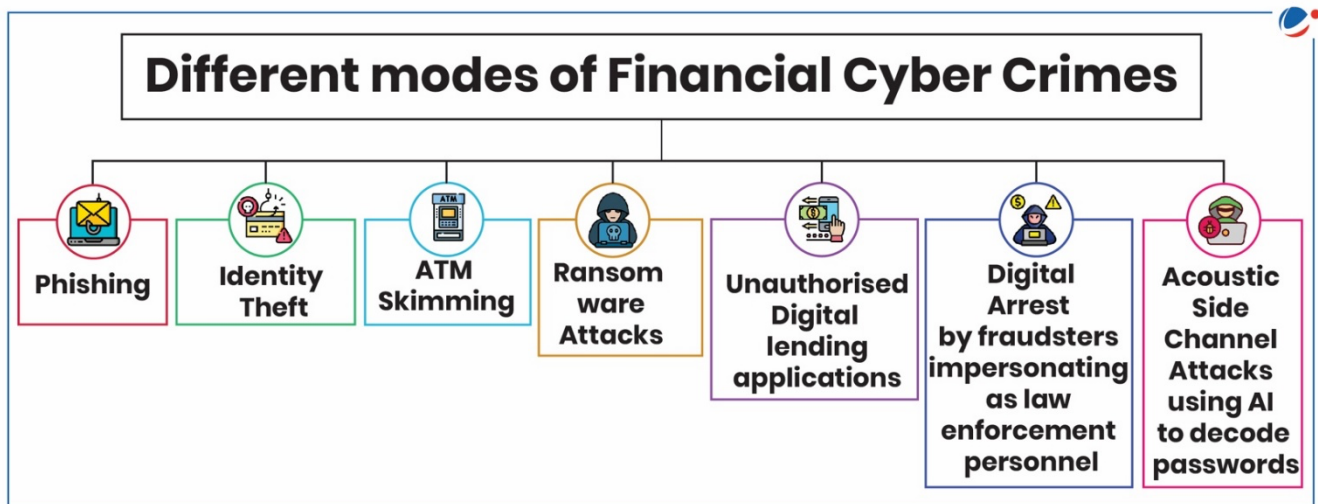 Different modes of Financial Cyber Crimes
Phishing
Identity
Theft
ATM
ATM
Skimming
Ransom
ware
Attacks
Unauthorised
Digital
lending
applications
Digital
Arrest
by fraudsters
impersonating
as law
enforcement
personnel
Acoustic
Side
Channel
Attacks
using AI
to decode
passwords